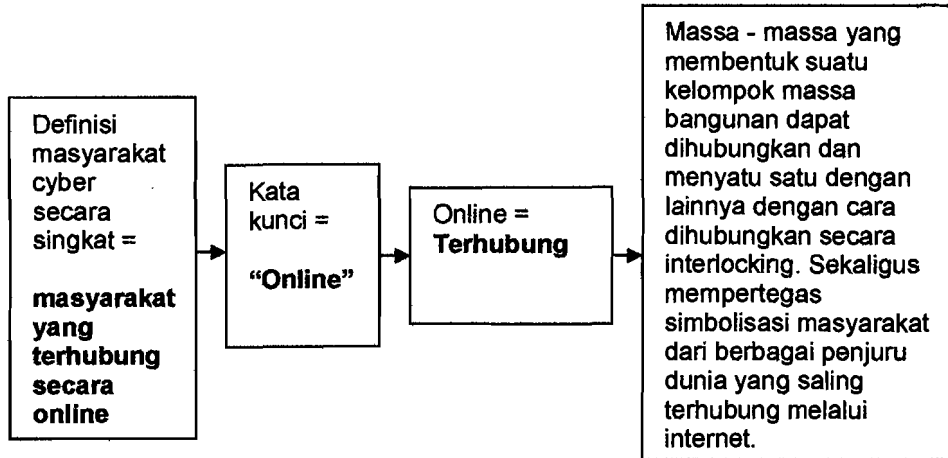 Definisi
masyarakat
cyber
secara
singkat =
masyarakat
yang
terhubung
secara
online
Kata
kunci =
“Online”
Online =
Terhubung
Massa - massa yang
membentuk suatu
kelompok massa
bangunan dapat
dihubungkan dan
menyatu satu dengan
lainnya dengan cara
dihubungkan secara
interlocking. Sekaligus
mempertegas
simbolisasi masyarakat
dari berbagai penjuru
dunia yang saling
terhubung melalui
internet.